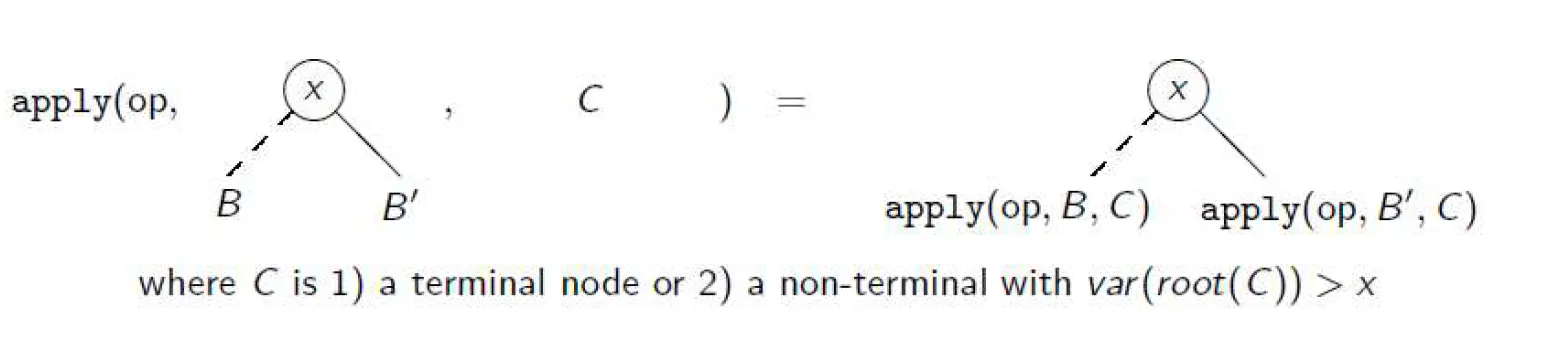 x x
apply(op, , C ) =
B B′ apply(op, B, C) apply(op, B′, C)
where C is 1) a terminal node or 2) a non-terminal with var(root(C)) > x